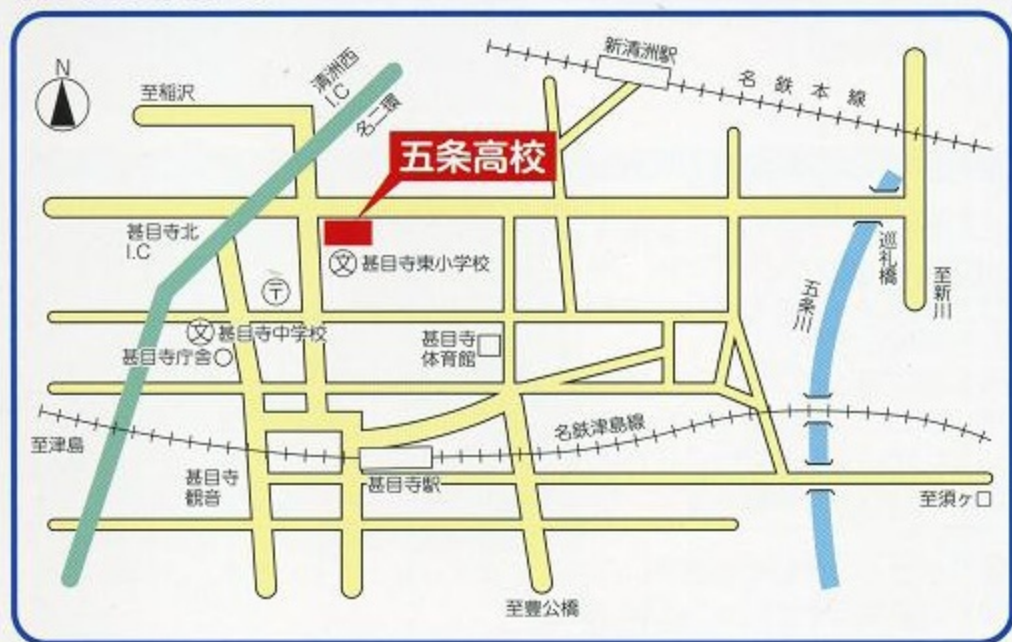 N
至稲沢
清洲西
I.C
名二環
新清洲駅
名鉄本線
五条高校
甚目寺北
I.C
文 甚目寺東小学校
〒
巡礼橋
至新川
五条川
文 甚目寺中学校
甚目寺庁舎
甚目寺
体育館
至津島
名鉄津島線
甚目寺
観音
甚目寺駅
至須ヶ口
至豊公橋